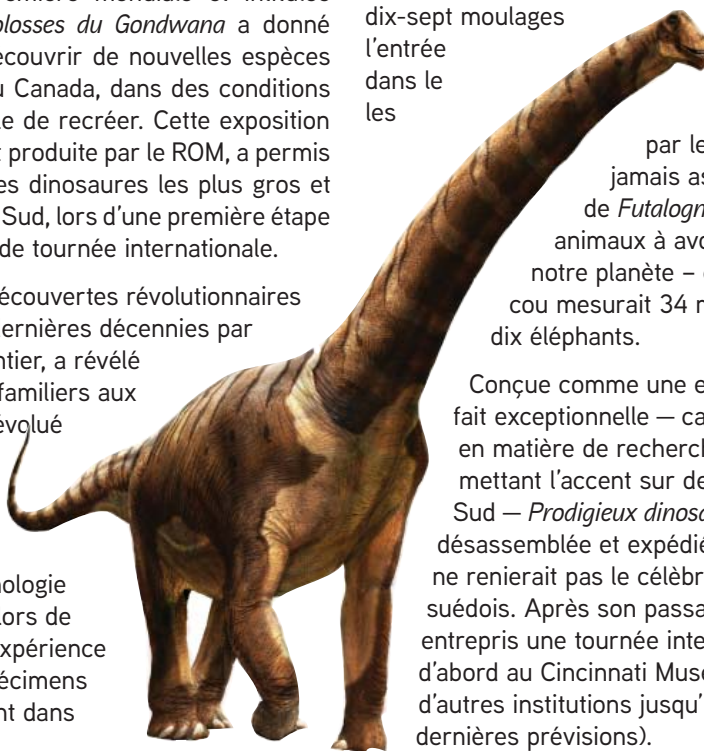 mondiale et
olosses du Gondwana a donné
écouvrir de nouvelles espèces
u Canada, dans des conditions
le de recréer. Cette exposition
t produite par le ROM, a permis
es dinosaures les plus gros et
Sud, lors d'une première étape
de tournée internationale.
écouvertes révolutionnaires
ernières décennies par
ntier, a révélé
familiers aux
évolué
nologie
lors de
xpérience
écimens
nt dans
dix-sept moulages
l'entrée
dans le
les
par le
jamais as
de Futalogn
animaux à avo
notre planète –
cou mesurait 34 m
dix éléphants.
Conçue comme une e
fait exceptionnelle — ca
en matière de recherch
mettant l'accent sur de
Sud — Prodigieux dinosa
désassemblée et expédié
ne renierait pas le célèbr
suédois. Après son passa
entrepris une tournée inte
d'abord au Cincinnati Muse
d'autres institutions jusqu'
dernières prévisions).